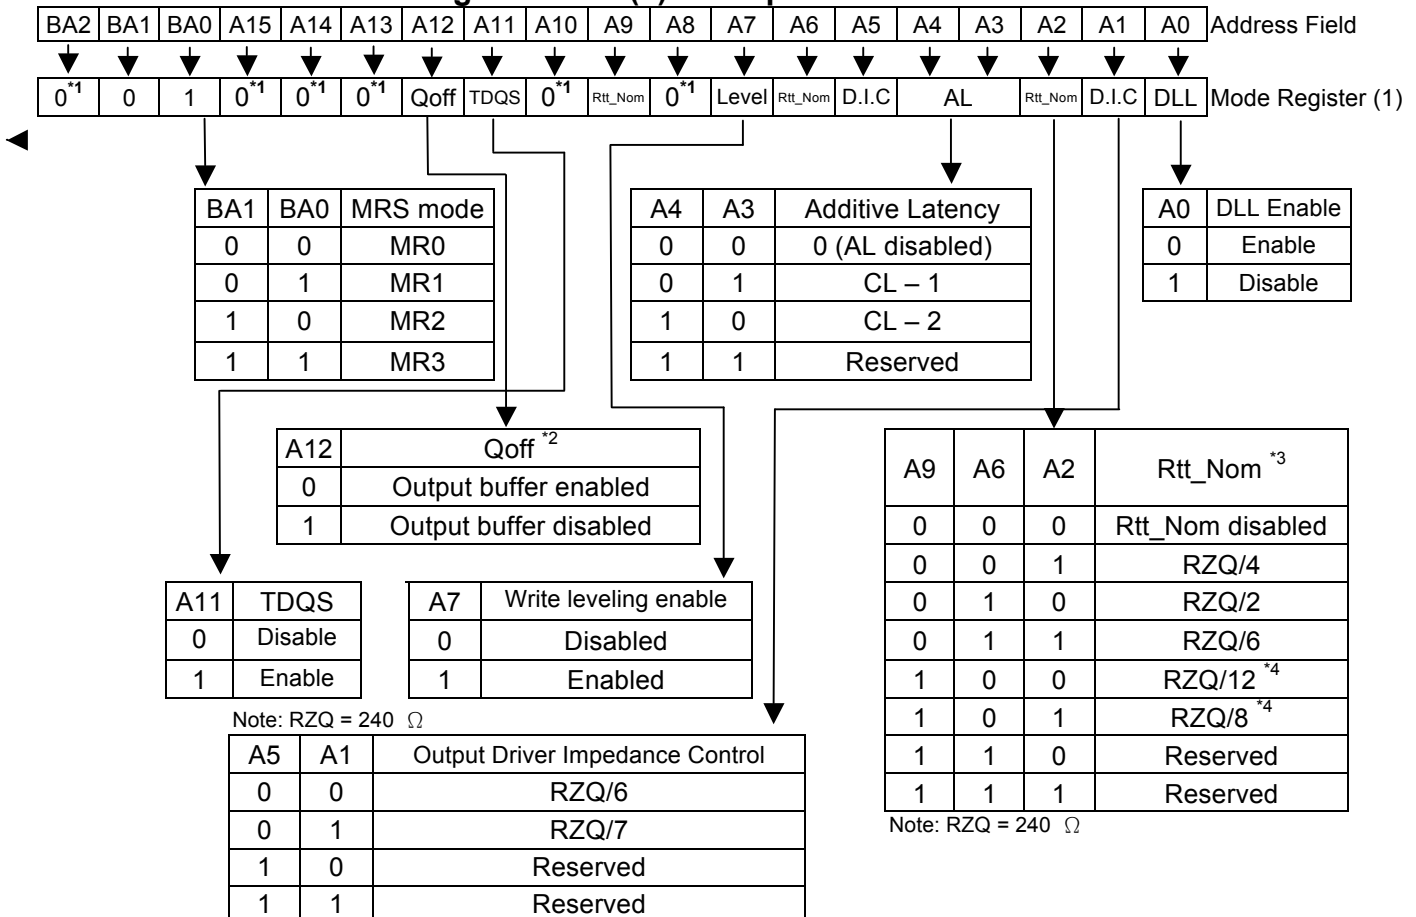 BA2 BA1 BA0 A15 A14 A13 A12 A11 A10 A9 A8 A7 A6 A5 A4 A3 A2 A1 A0 Address Field
0*1 0 1 0*1 0*1 0*1 Qoff TDQS 0*1 Rtt_Nom 0*1 Level Rtt_Nom D.I.C AL Rtt_Nom D.I.C DLL Mode Register (1)
BA1 BA0 MRS mode
0 0 MR0
0 1 MR1
1 0 MR2
1 1 MR3
A4 A3 Additive Latency
0 0 0 (AL disabled)
0 1 CL – 1
1 0 CL – 2
1 1 Reserved
A0 DLL Enable
0 Enable
1 Disable
A12 Qoff *2
0 Output buffer enabled
1 Output buffer disabled
A9 A6 A2 Rtt_Nom *3
0 0 0 Rtt_Nom disabled
0 0 1 RZQ/4
0 1 0 RZQ/2
0 1 1 RZQ/6
1 0 0 RZQ/12 *4
1 0 1 RZQ/8 *4
1 1 0 Reserved
1 1 1 Reserved
Note: RZQ = 240 Ω
A11 TDQS
0 Disable
1 Enable
A7 Write leveling enable
0 Disabled
1 Enabled
Note: RZQ = 240 Ω
A5 A1 Output Driver Impedance Control
0 0 RZQ/6
0 1 RZQ/7
1 0 Reserved
1 1 Reserved